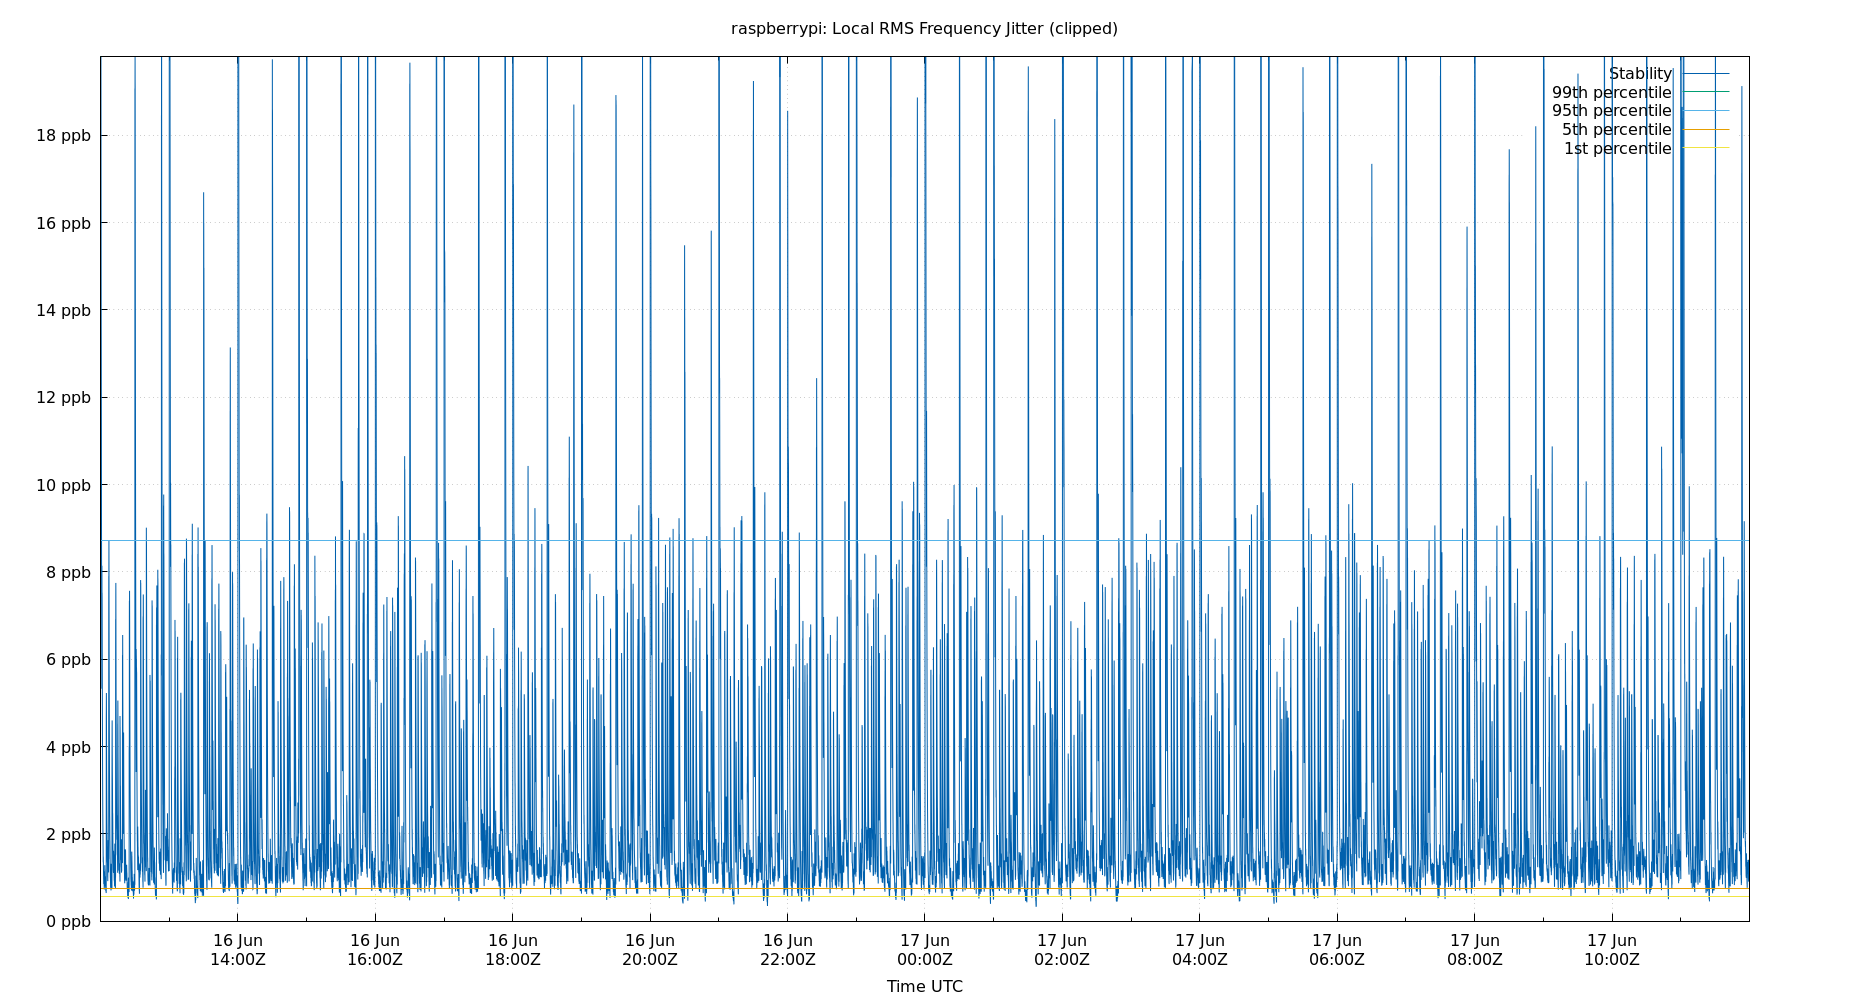 raspberrypi: Local RMS Frequency Jitter (clipped)
Stability
99th percentile
95th percentile
5th percentile
1st percentile
18 ppb
16 ppb
14 ppb
12 ppb
10 ppb
8 ppb
6 ppb
4 ppb
2 ppb
0 ppb
16 Jun 16 Jun 16 Jun 16 Jun 16 Jun 17 Jun 17 Jun 17 Jun 17 Jun 17 Jun 17 Jun
14:00Z 16:00Z 18:00Z 20:00Z 22:00Z 00:00Z 02:00Z 04:00Z 06:00Z 08:00Z 10:00Z
Time UTC